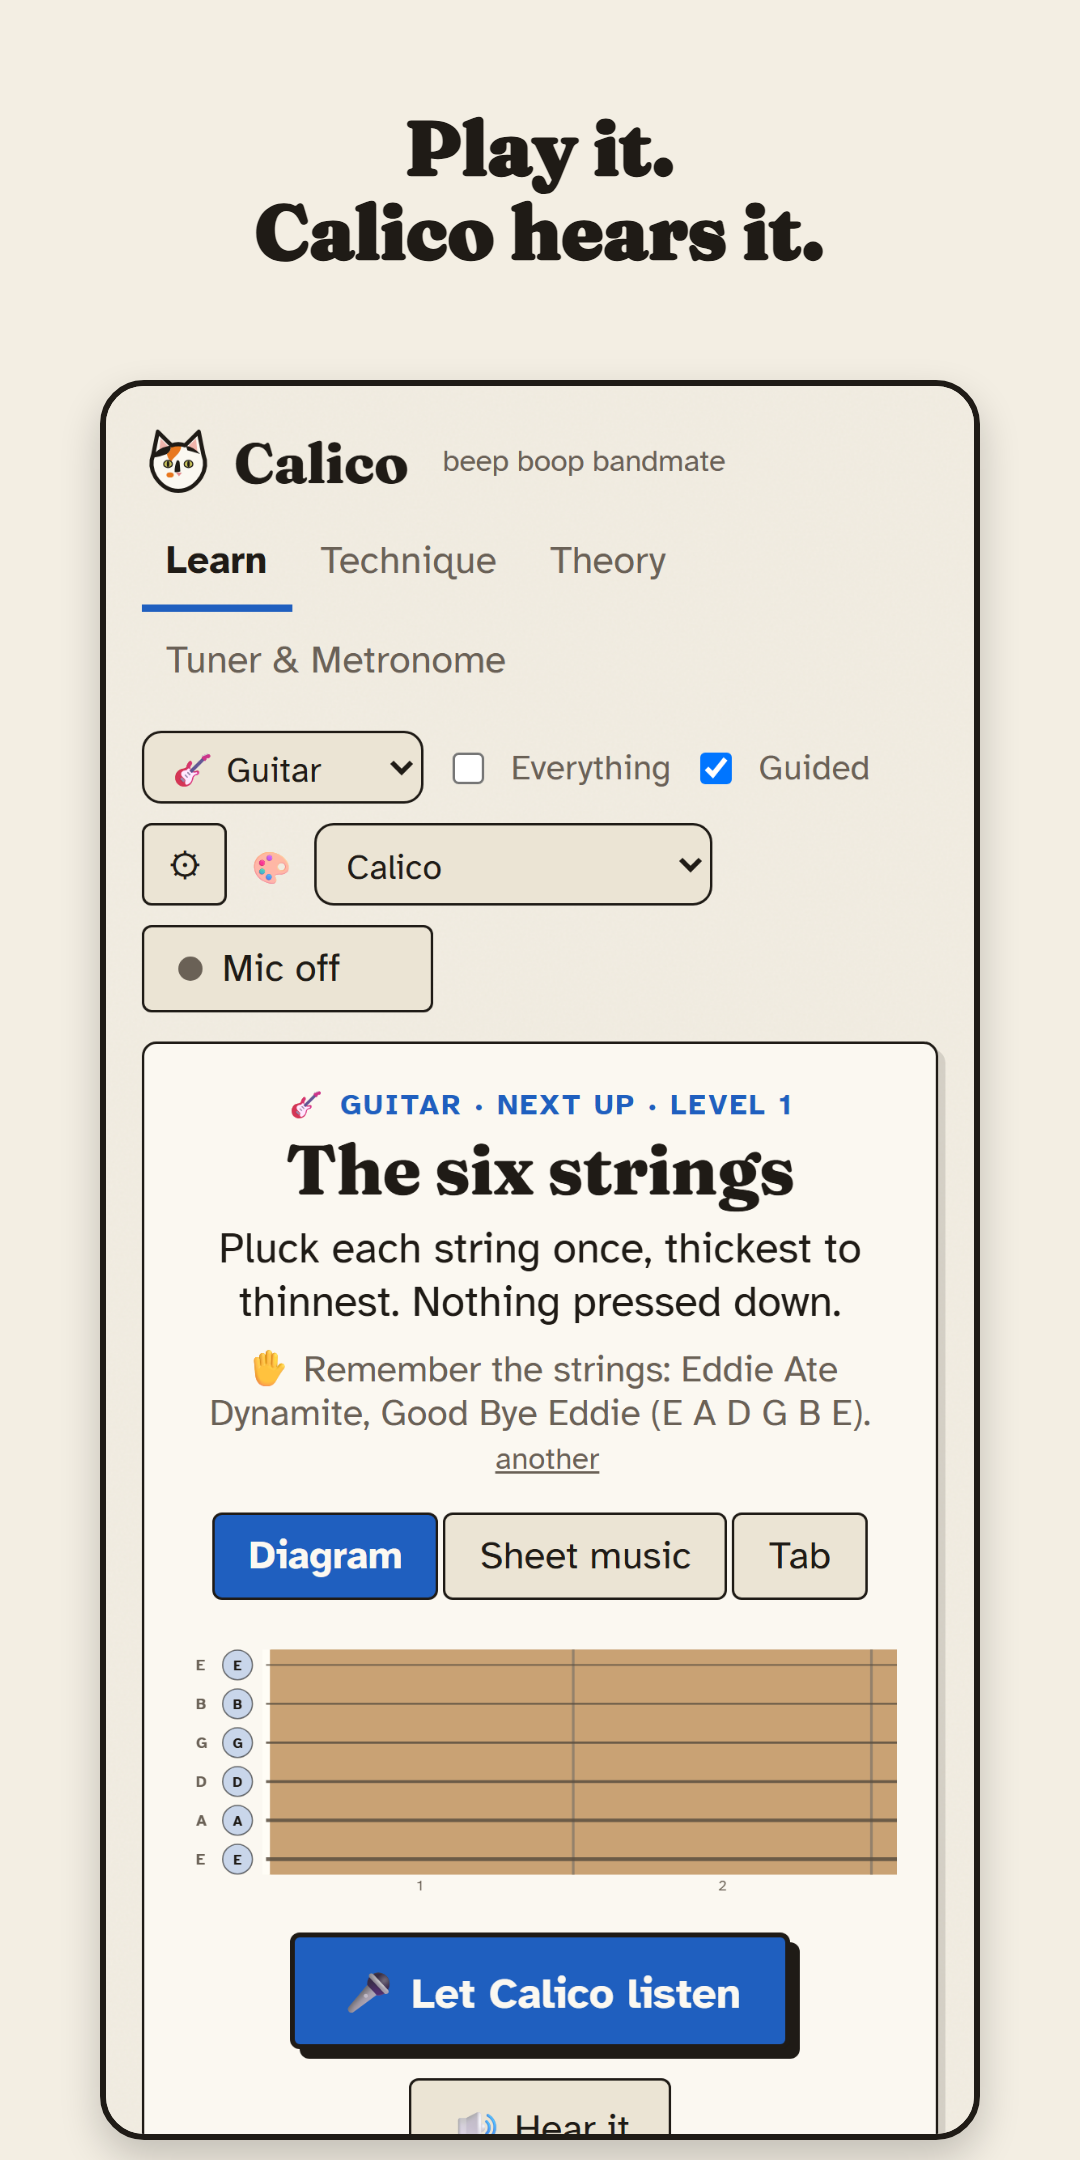 Play it.
Calico hears it.
Calico beep boop bandmate
Learn Technique Theory
Tuner & Metronome
Guitar Everything Guided
Calico
Mic off
GUITAR · NEXT UP · LEVEL 1
The six strings
Pluck each string once, thickest to
thinnest. Nothing pressed down.
Remember the strings: Eddie Ate
Dynamite, Good Bye Eddie (E A D G B E).
another
Diagram Sheet music Tab
E E
B B
G G
D D
A A
E E
1 2
Let Calico listen
Hear it